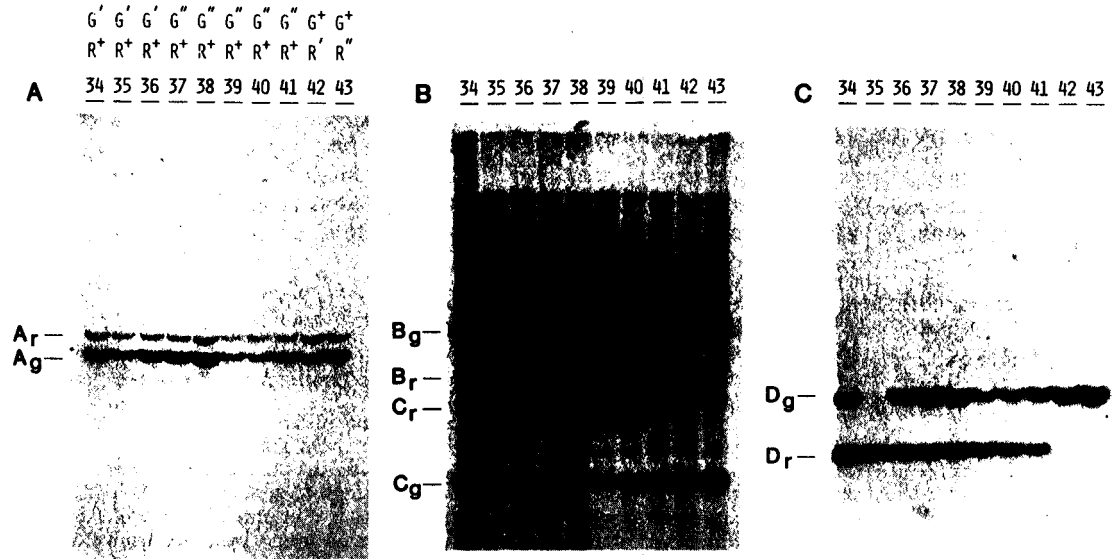 G′ G′ G′ G″ G″ G″ G″ G″ G+ G+
R+ R+ R+ R+ R+ R+ R+ R+ R′ R″
A 34 35 36 37 38 39 40 41 42 43
B 34 35 36 37 38 39 40 41 42 43
C 34 35 36 37 38 39 40 41 42 43
Ar
Ag
Bg
Br
Cr
Cg
Dg
Dr